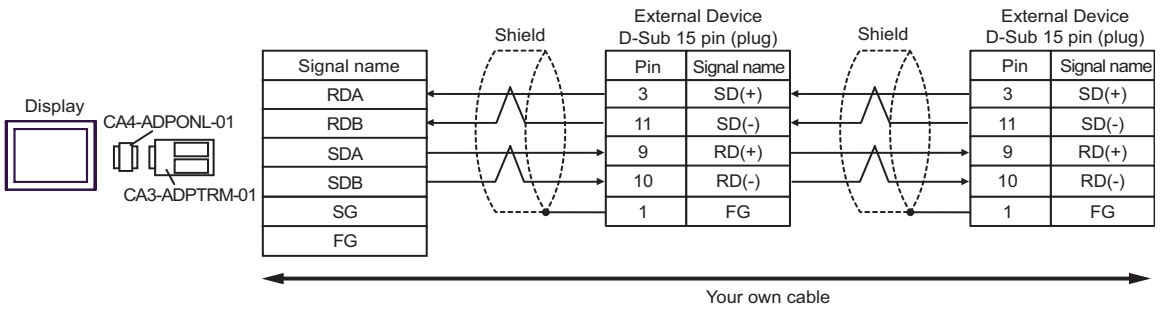 External Device
D-Sub 15 pin (plug)
External Device
D-Sub 15 pin (plug)
Shield
Shield
Signal name
Pin Signal name
Pin Signal name
RDA
3 SD(+)
3 SD(+)
Display
CA4-ADPONL-01
RDB
11 SD(-)
11 SD(-)
SDA
9 RD(+)
9 RD(+)
CA3-ADPTRM-01
SDB
10 RD(-)
10 RD(-)
SG
1 FG
1 FG
FG
Your own cable